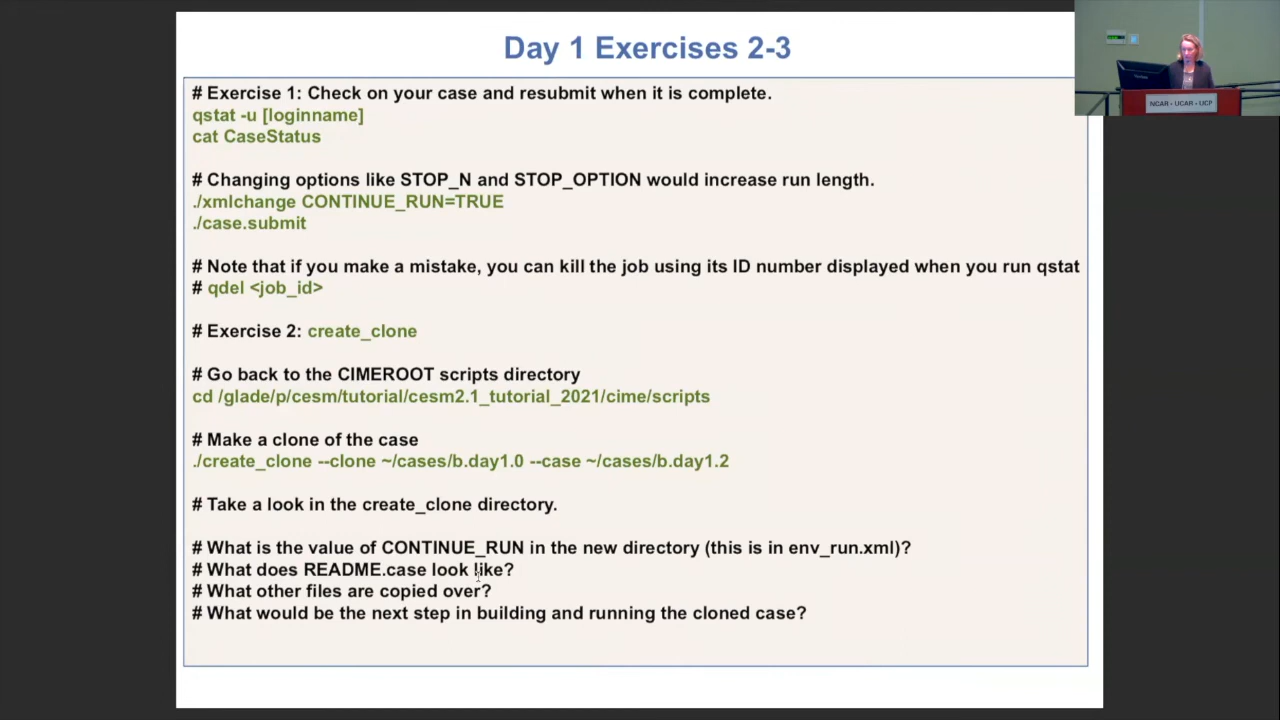 Day 1 Exercises 2-3
# Exercise 1: Check on your case and resubmit when it is complete.
qstat -u [loginname]
cat CaseStatus
# Changing options like STOP_N and STOP_OPTION would increase run length.
./xmlchange CONTINUE_RUN=TRUE
./case.submit
# Note that if you make a mistake, you can kill the job using its ID number displayed when you run qstat
# qdel <job_id>
# Exercise 2: create_clone
# Go back to the CIMEROOT scripts directory
cd /glade/p/cesm/tutorial/cesm2.1_tutorial_2021/cime/scripts
# Make a clone of the case
./create_clone --clone ~/cases/b.day1.0 --case ~/cases/b.day1.2
# Take a look in the create_clone directory.
# What is the value of CONTINUE_RUN in the new directory (this is in env_run.xml)?
# What does README.case look like?
# What other files are copied over?
# What would be the next step in building and running the cloned case?
NCAR • UCAR • UCP